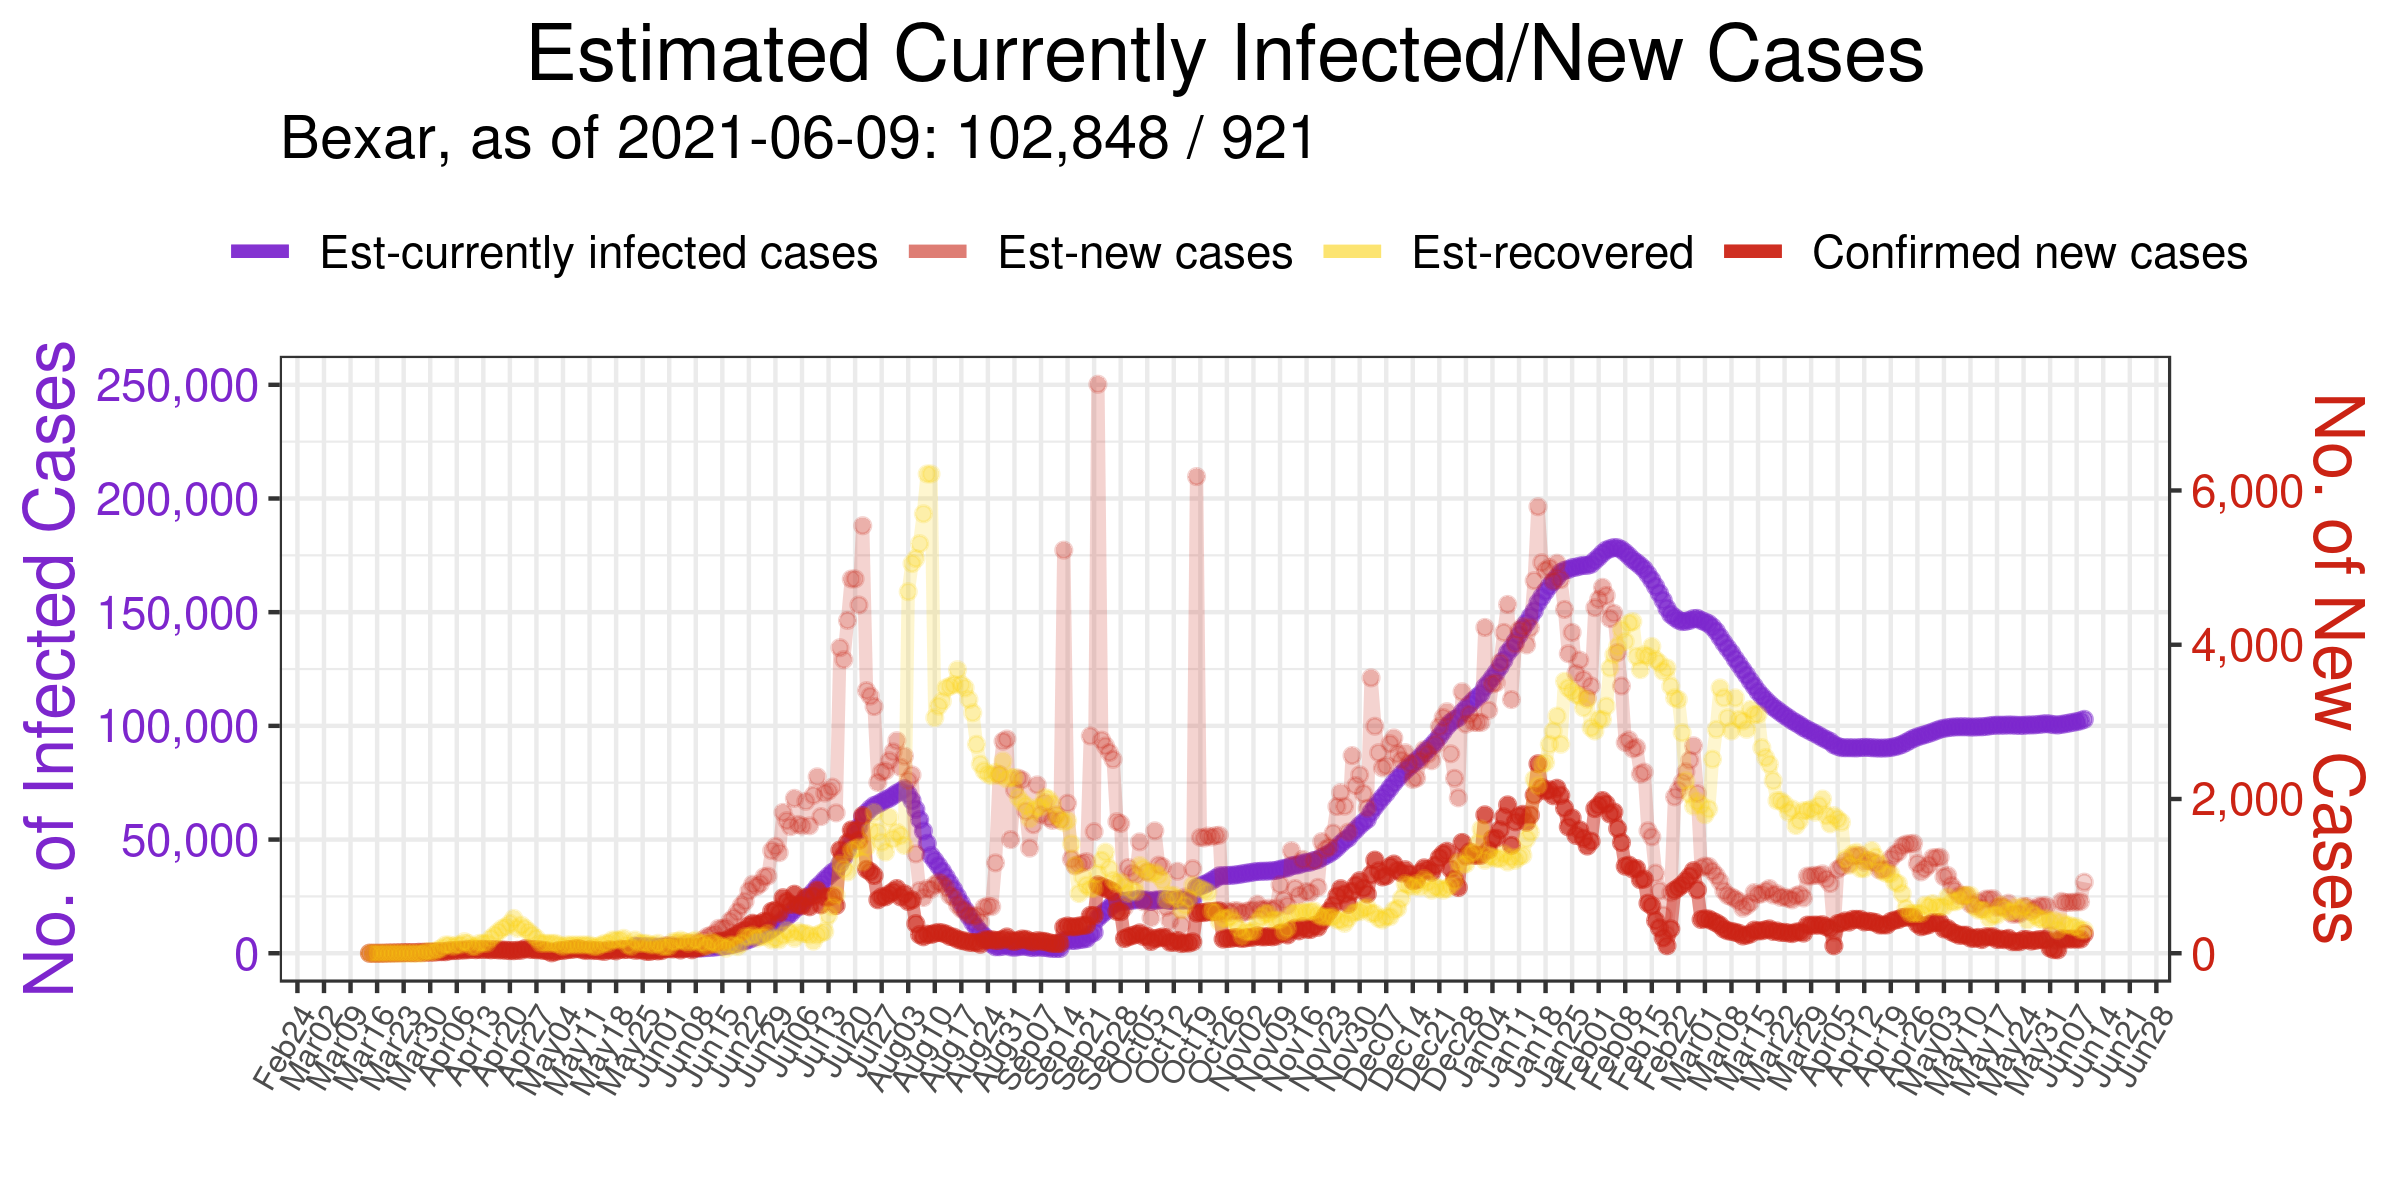 Estimated Currently Infected/New Cases
Bexar, as of 2021-06-09: 102,848 / 921
Est-currently infected cases Est-new cases Est-recovered Confirmed new cases
No. of Infected Cases
250,000
200,000
150,000
100,000
50,000
0
No. of New Cases
6,000
4,000
2,000
0
Feb24
Mar02
Mar09
Mar16
Mar23
Mar30
Apr06
Apr13
Apr20
Apr27
May04
May11
May18
May25
Jun01
Jun08
Jun15
Jun22
Jun29
Jul06
Jul13
Jul20
Jul27
Aug03
Aug10
Aug17
Aug24
Aug31
Sep07
Sep14
Sep21
Sep28
Oct05
Oct12
Oct19
Oct26
Nov02
Nov09
Nov16
Nov23
Nov30
Dec07
Dec14
Dec21
Dec28
Jan04
Jan11
Jan18
Jan25
Feb01
Feb08
Feb15
Feb22
Mar01
Mar08
Mar15
Mar22
Mar29
Apr05
Apr12
Apr19
Apr26
May03
May10
May17
May24
May31
Jun07
Jun14
Jun21
Jun28